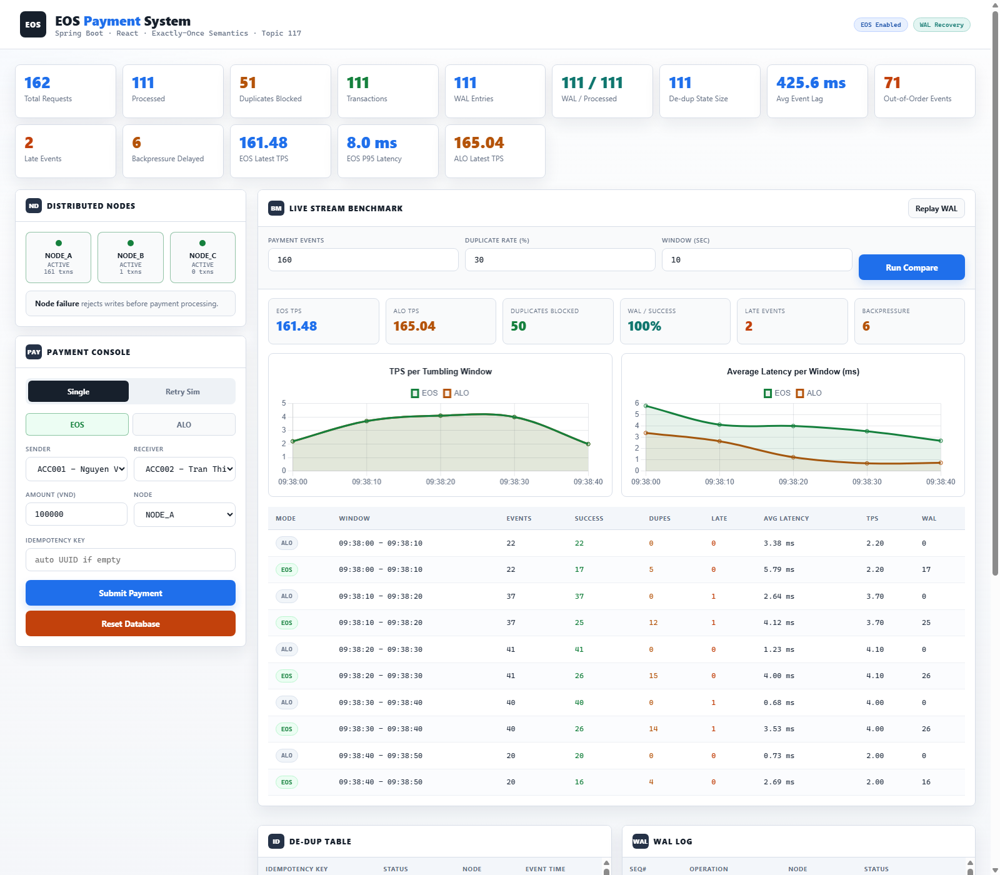 EOS
EOS Payment System
Spring Boot · React · Exactly-Once Semantics · Topic 117
EOS Enabled
WAL Recovery
162
Total Requests
111
Processed
51
Duplicates Blocked
111
Transactions
111
WAL Entries
111 / 111
WAL / Processed
111
De-dup State Size
425.6 ms
Avg Event Lag
71
Out-of-Order Events
2
Late Events
6
Backpressure Delayed
161.48
EOS Latest TPS
8.0 ms
EOS P95 Latency
165.04
ALO Latest TPS
ND DISTRIBUTED NODES
NODE_A
ACTIVE
161 txns
NODE_B
ACTIVE
1 txns
NODE_C
ACTIVE
0 txns
Node failure rejects writes before payment processing.
PAY PAYMENT CONSOLE
Single
Retry Sim
EOS
ALO
SENDER
RECEIVER
ACC001 - Nguyen V
ACC002 - Tran Thi
AMOUNT (VND)
NODE
100000
NODE_A
IDEMPOTENCY KEY
auto UUID if empty
Submit Payment
Reset Database
BM LIVE STREAM BENCHMARK
Replay WAL
PAYMENT EVENTS
DUPLICATE RATE (%)
WINDOW (SEC)
160
30
10
Run Compare
EOS TPS
161.48
ALO TPS
165.04
DUPLICATES BLOCKED
50
WAL / SUCCESS
100%
LATE EVENTS
2
BACKPRESSURE
6
TPS per Tumbling Window
EOS ALO
5
4
3
2
1
0
09:38:00 09:38:10 09:38:20 09:38:30 09:38:40
Average Latency per Window (ms)
EOS ALO
6
5
4
3
2
1
0
09:38:00 09:38:10 09:38:20 09:38:30 09:38:40
MODE WINDOW EVENTS SUCCESS DUPES LATE AVG LATENCY TPS WAL
ALO 09:38:00 - 09:38:10 22 22 0 0 3.38 ms 2.20 0
EOS 09:38:00 - 09:38:10 22 17 5 0 5.79 ms 2.20 17
ALO 09:38:10 - 09:38:20 37 37 0 1 2.64 ms 3.70 0
EOS 09:38:10 - 09:38:20 37 25 12 1 4.12 ms 3.70 25
ALO 09:38:20 - 09:38:30 41 41 0 0 1.23 ms 4.10 0
EOS 09:38:20 - 09:38:30 41 26 15 0 4.00 ms 4.10 26
ALO 09:38:30 - 09:38:40 40 40 0 1 0.68 ms 4.00 0
EOS 09:38:30 - 09:38:40 40 26 14 1 3.53 ms 4.00 26
ALO 09:38:40 - 09:38:50 20 20 0 0 0.73 ms 2.00 0
EOS 09:38:40 - 09:38:50 20 16 4 0 2.69 ms 2.00 16
ID DE-DUP TABLE
IDEMPOTENCY KEY STATUS NODE EVENT TIME
WAL WAL LOG
SEQ# OPERATION NODE STATUS